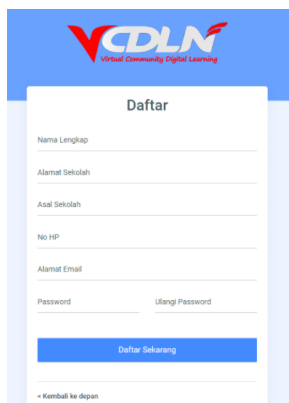 VCDLN
Virtual Community Digital Learning
Daftar
Nama Lengkap
Alamat Sekolah
Asal Sekolah
No HP
Alamat Email
Password Ulangi Password
Daftar Sekarang
« Kembali ke depan